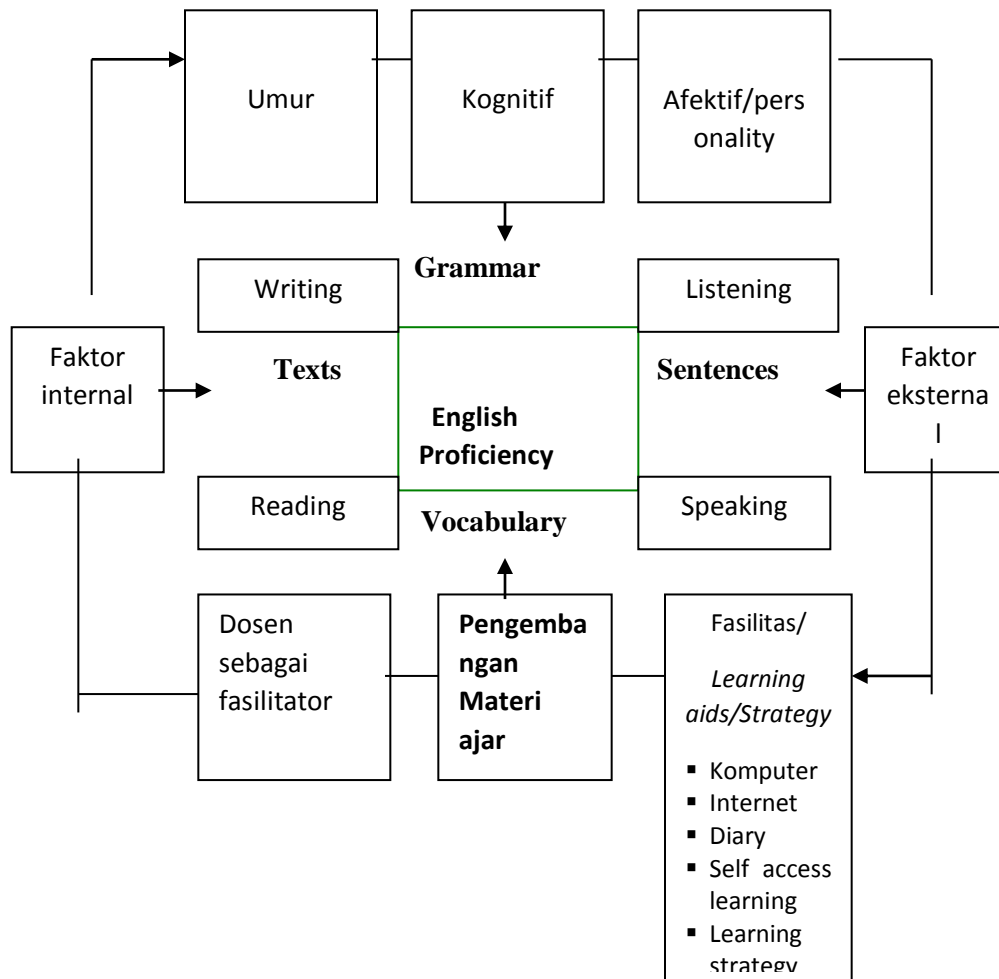 Umur
Kognitif
Afektif/pers
onality
Grammar
Writing
Listening
Faktor
internal
Texts
Sentences
Faktor
eksterna
l
English
Proficiency
Reading
Vocabulary
Speaking
Dosen
sebagai
fasilitator
Pengemba
ngan
Materi
ajar
Fasilitas/
Learning
aids/Strategy
▪ Komputer
▪ Internet
▪ Diary
▪ Self access
learning
▪ Learning
strategy